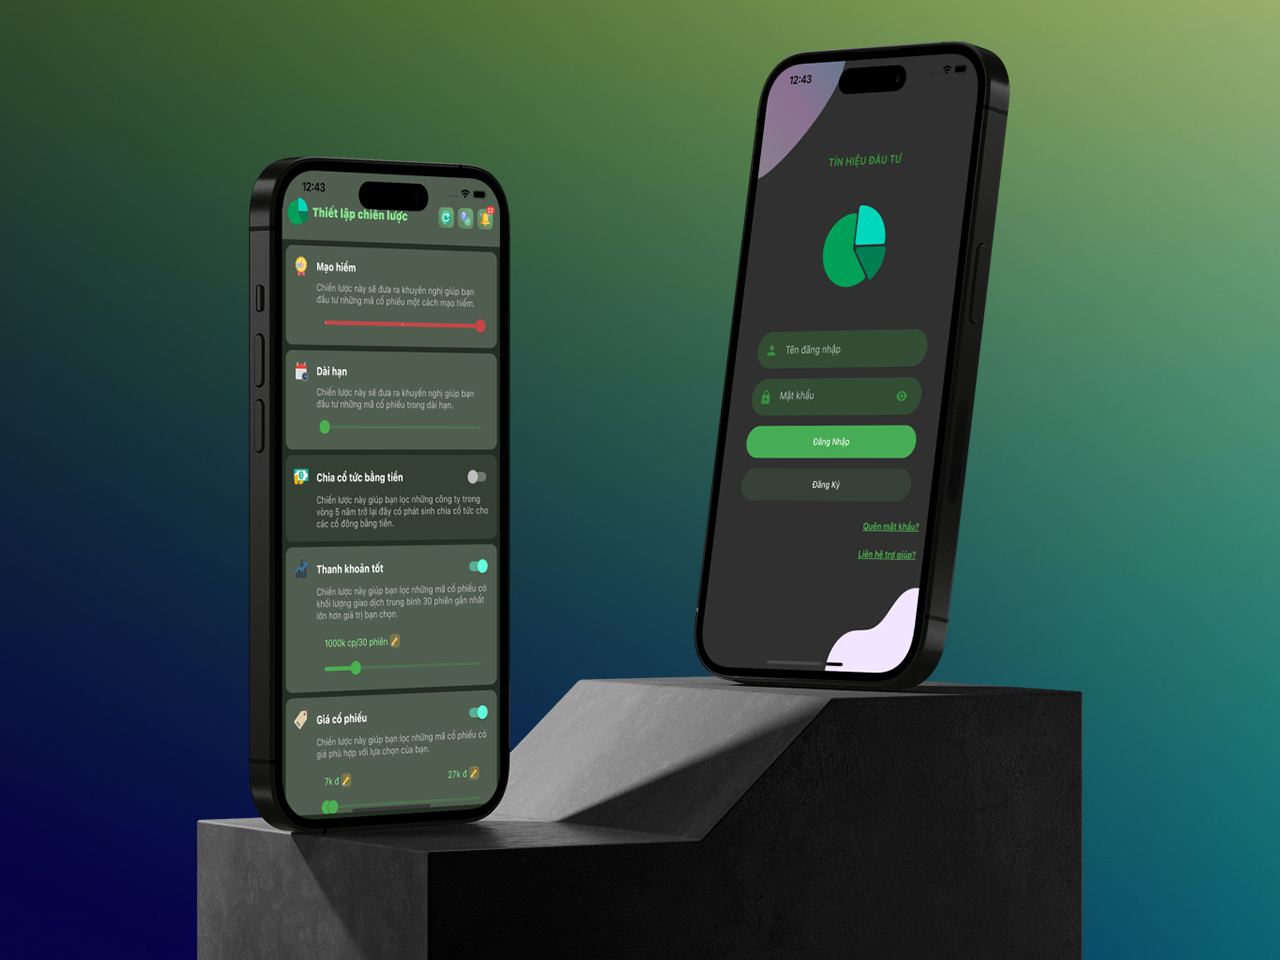 12:43
Thiết lập chiến lược
Mạo hiểm
Chiến lược này sẽ đưa ra khuyến nghị giúp bạn
đầu tư những mã cổ phiếu một cách mạo hiểm.
Dài hạn
Chiến lược này sẽ đưa ra khuyến nghị giúp bạn
đầu tư những mã cổ phiếu trong dài hạn.
Chia cổ tức bằng tiền
Chiến lược này giúp bạn lọc những công ty trong
vòng 5 năm trở lại đây có phát sinh chia cổ tức cho
các cổ đông bằng tiền.
Thanh khoản tốt
Chiến lược này giúp bạn lọc những mã cổ phiếu có
khối lượng giao dịch trung bình 30 phiên gần nhất
lớn hơn giá trị bạn chọn.
1000k cp/30 phiên
Giá cổ phiếu
Chiến lược này giúp bạn lọc những mã cổ phiếu có
giá phù hợp với lựa chọn của bạn.
7k đ 27k đ
12:43
TÍN HIỆU ĐẦU TƯ
Tên đăng nhập
Mật khẩu
Đăng Nhập
Đăng Ký
Quên mật khẩu?
Liên hệ trợ giúp?